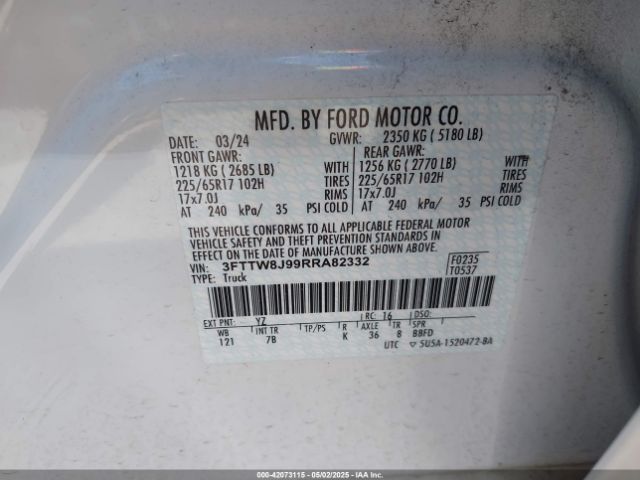 MFD. BY FORD MOTOR CO.
DATE: 03/24 GVWR: 2350 KG ( 5180 LB)
FRONT GAWR: REAR GAWR:
1218 KG ( 2685 LB) WITH 1256 KG ( 2770 LB) WITH
225/65R17 102H TIRES 225/65R17 102H TIRES
17x7.0J RIMS 17x7.0J RIMS
AT 240 kPa/ 35 PSI COLD AT 240 kPa/ 35 PSI COLD
THIS VEHICLE CONFORMS TO ALL APPLICABLE FEDERAL MOTOR
VEHICLE SAFETY AND THEFT PREVENTION STANDARDS IN
EFFECT ON THE DATE OF MANUFACTURE SHOWN ABOVE.
VIN: 3FTTW8J99RRA82332 F0235
TYPE: Truck T0537
EXT PNT: YZ RC: 16 DSO:
WB INT TR TP/PS R AXLE TR SPR
121 7B K 36 8 BBFD
UTC ▽ 5U5A-1520472-BA
000-42073115 - 05/02/2025 - IAAI.COM